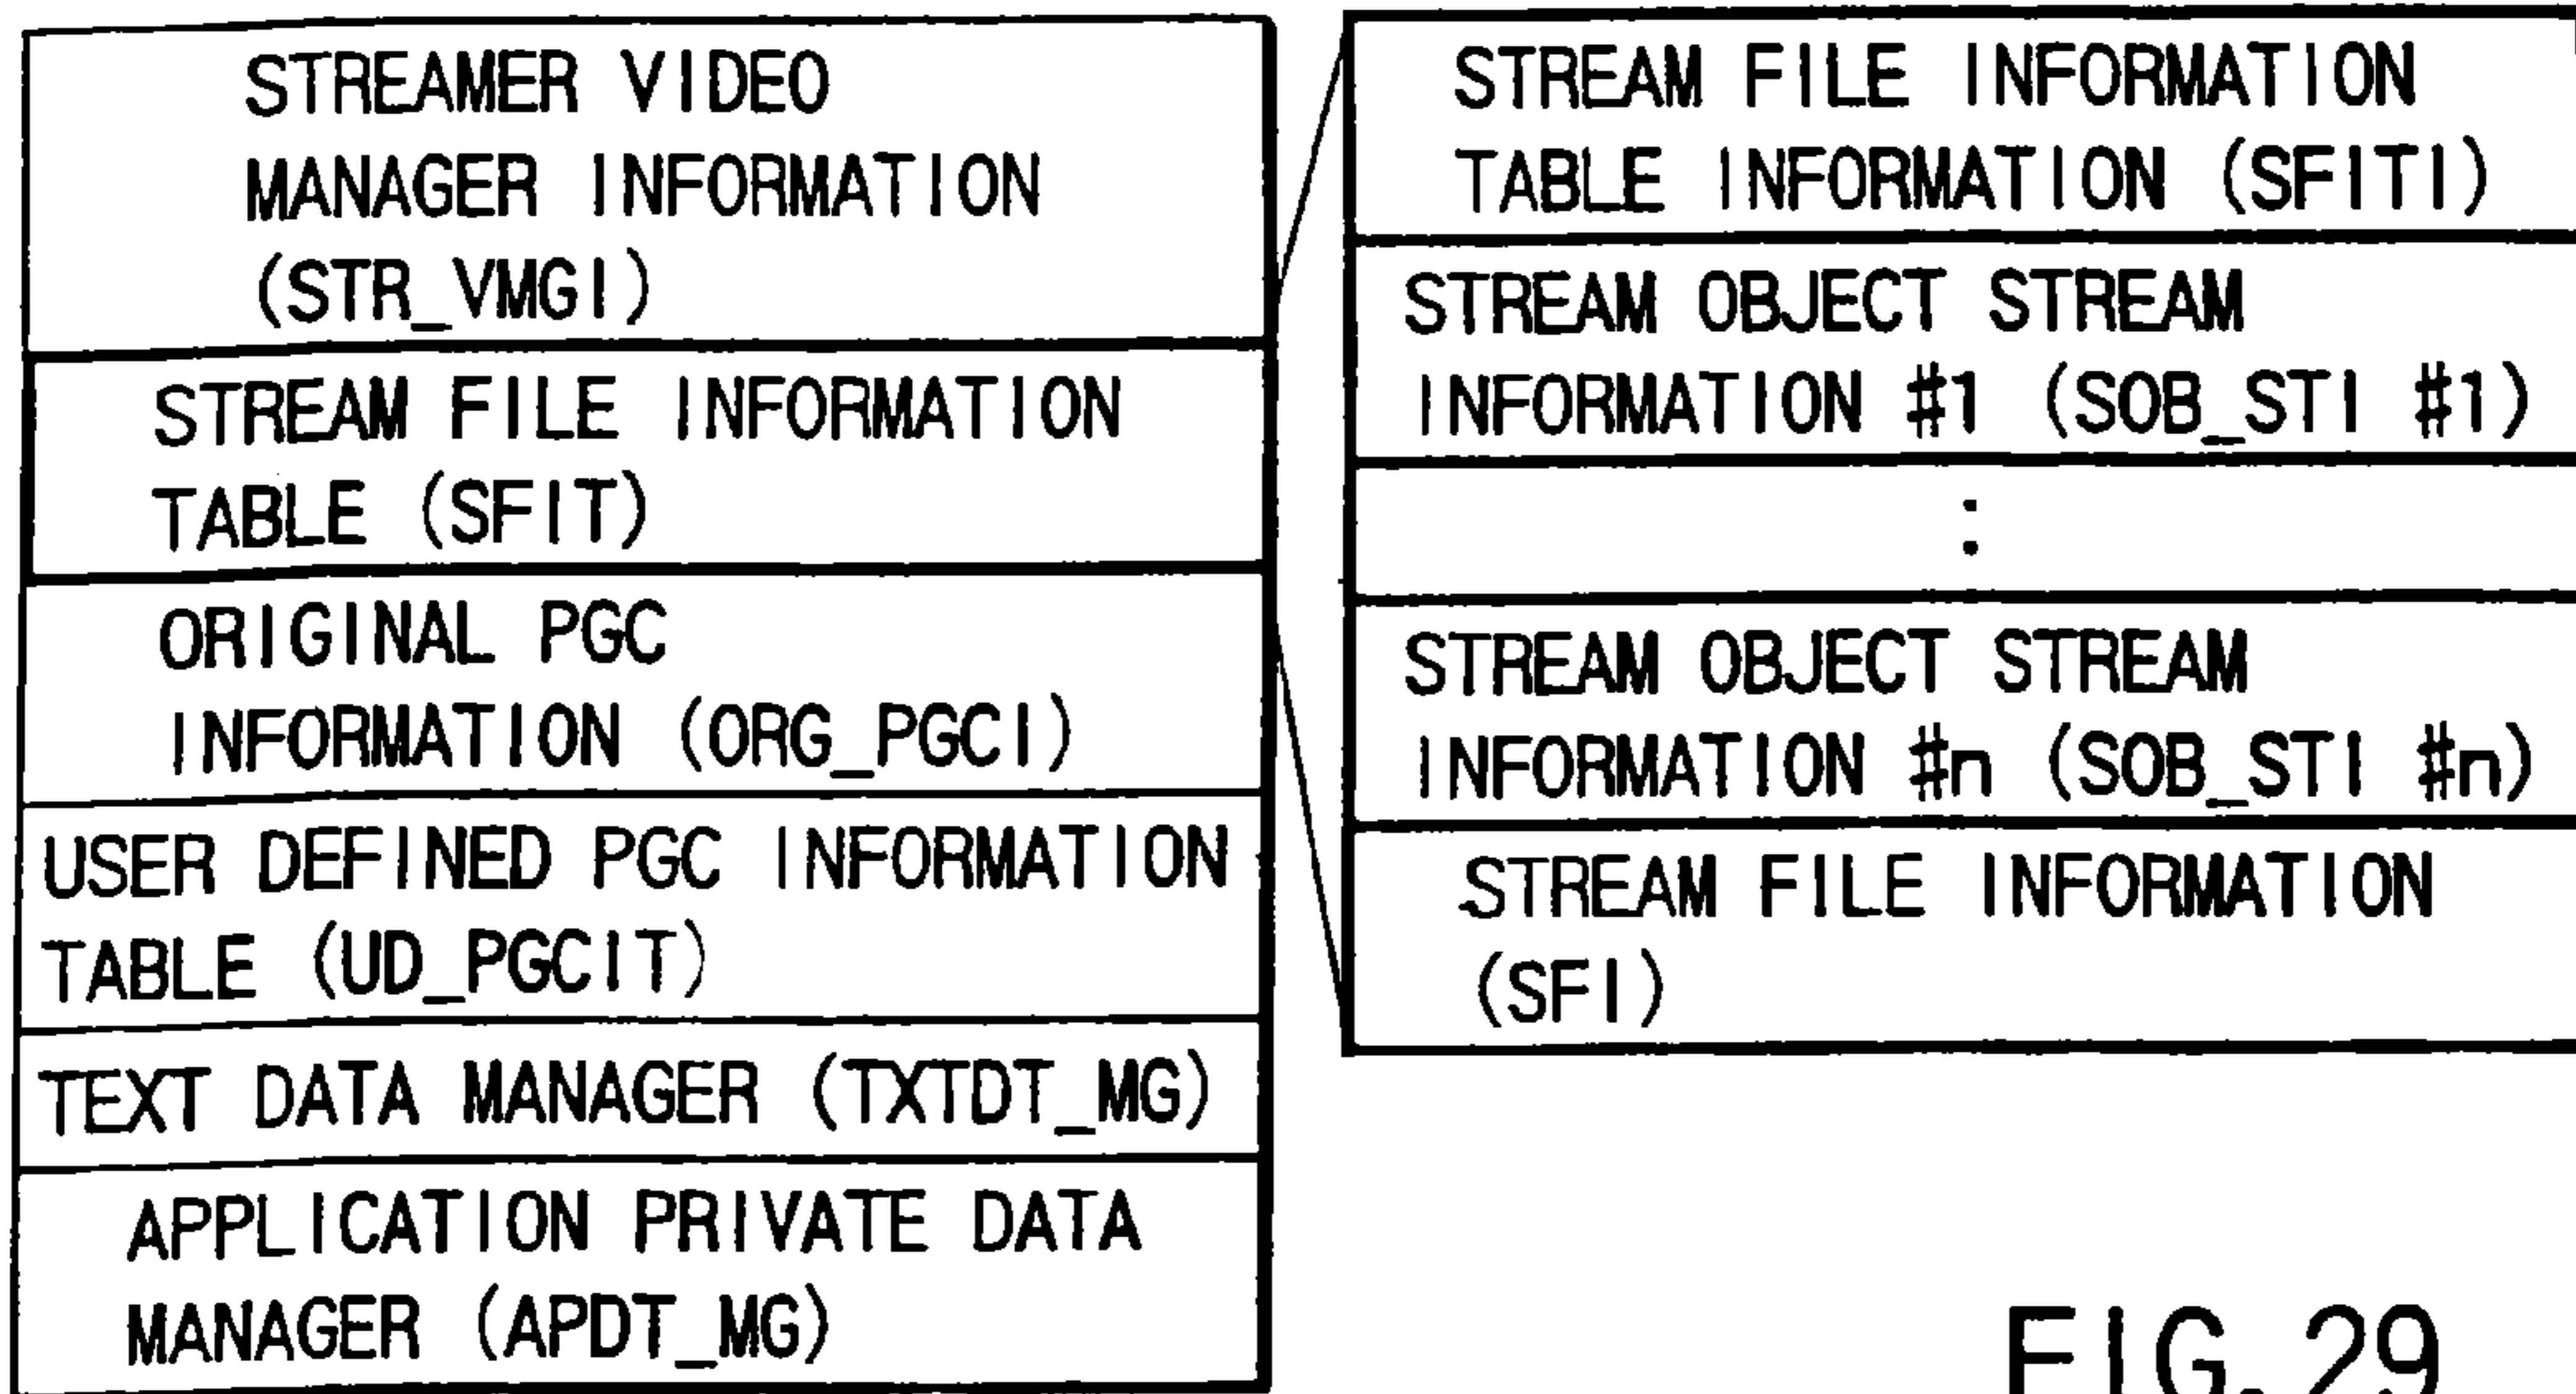 STREAMER VIDEO
MANAGER INFORMATION
(STR_VMGI)
STREAM FILE INFORMATION
TABLE (SFIT)
ORIGINAL PGC
INFORMATION (ORG_PGCI)
USER DEFINED PGC INFORMATION
TABLE (UD_PGCIT)
TEXT DATA MANAGER (TXTDT_MG)
APPLICATION PRIVATE DATA
MANAGER (APDT_MG)
STREAM FILE INFORMATION
TABLE INFORMATION (SFITI)
STREAM OBJECT STREAM
INFORMATION #1 (SOB_STI #1)
:
STREAM OBJECT STREAM
INFORMATION #n (SOB_STI #n)
STREAM FILE INFORMATION
(SFI)
FIG. 29